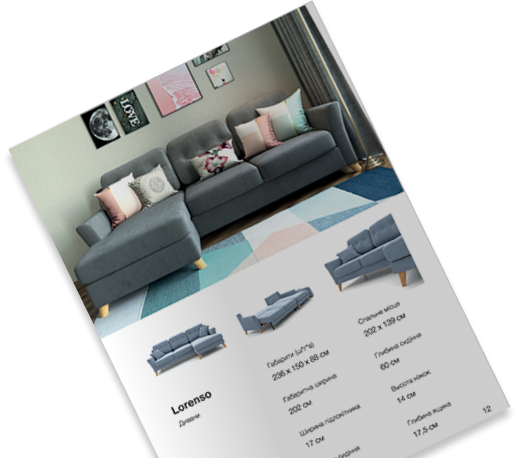 LOVE
Lorenso
Дивани
Габарити (ш*г*в)
236 x 150 x 88 см
Габаритна ширина
202 см
Ширина підлокітника
17 см
сидіння
Спальне місце
202 x 139 см
Глибина сидіння
60 см
Висота ніжок
14 см
Глибина ящика
17,5 см
12